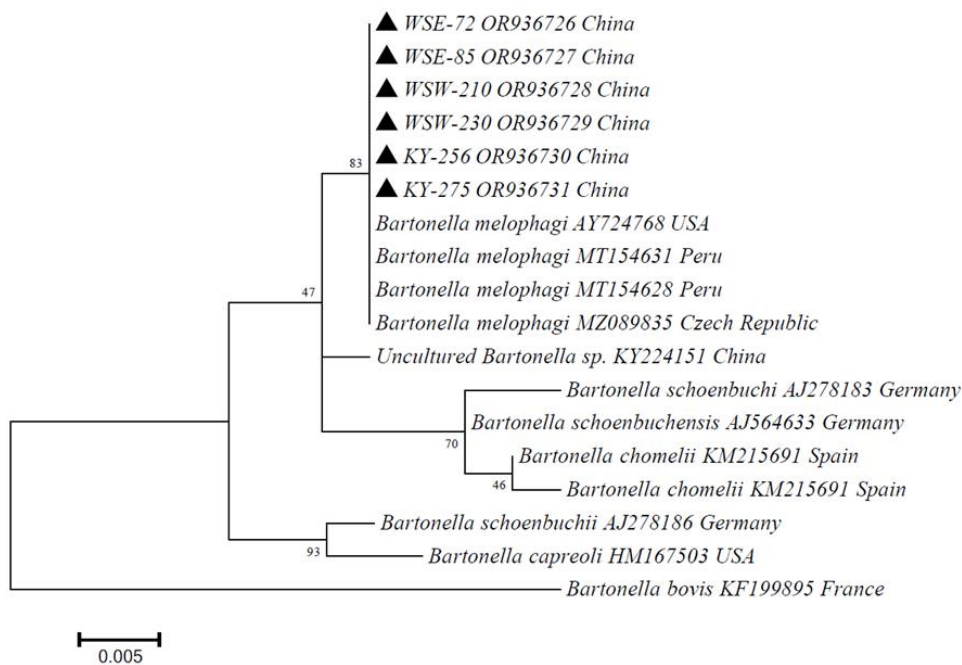 WSE-72 OR936726 China
WSE-85 OR936727 China
WSW-210 OR936728 China
WSW-230 OR936729 China
KY-256 OR936730 China
83
KY-275 OR936731 China
Bartonella melophagi AY724768 USA
Bartonella melophagi MT154631 Peru
Bartonella melophagi MT154628 Peru
47
Bartonella melophagi MZ089835 Czech Republic
Uncultured Bartonella sp. KY224151 China
Bartonella schoenbuchi AJ278183 Germany
Bartonella schoenbuchensis AJ564633 Germany
70
Bartonella chomelii KM215691 Spain
46
Bartonella chomelii KM215691 Spain
Bartonella schoenbuchii AJ278186 Germany
93
Bartonella capreoli HM167503 USA
Bartonella bovis KF199895 France
0.005